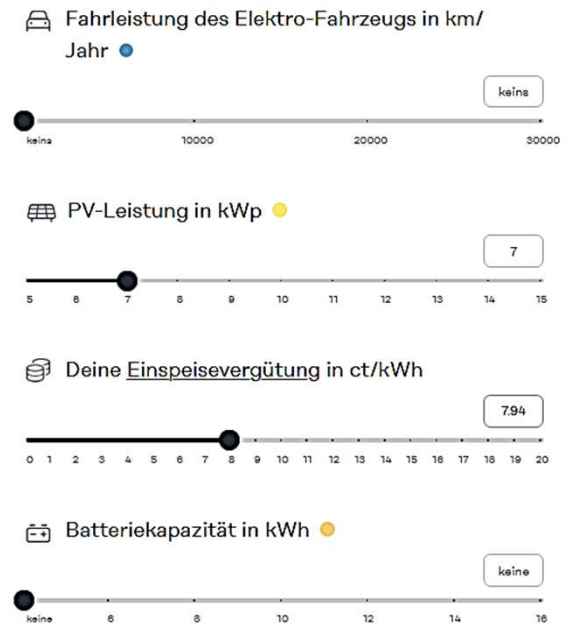 Fahrleistung des Elektro-Fahrzeugs in km/
Jahr
keins
keins 10000 20000 30000
PV-Leistung in kWp
7
5 6 7 8 9 10 11 12 13 14 15
Deine Einspeisevergütung in ct/kWh
7.94
0 1 2 3 4 5 6 7 8 9 10 11 12 13 14 15 16 17 18 19 20
Batteriekapazität in kWh
keine
keine 6 8 10 12 14 16